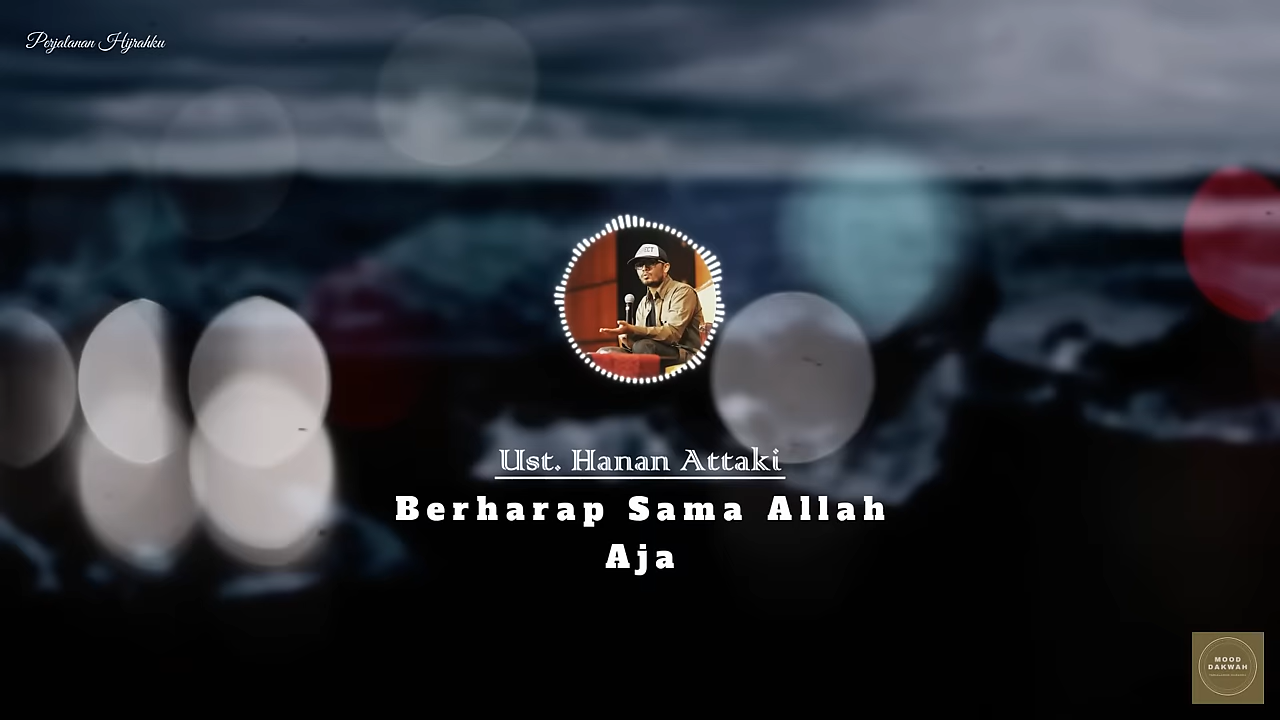 Perjalanan Hijrahku
Ust. Hanan Attaki
Berharap Sama Allah
Aja
MOOD
DAKWAH